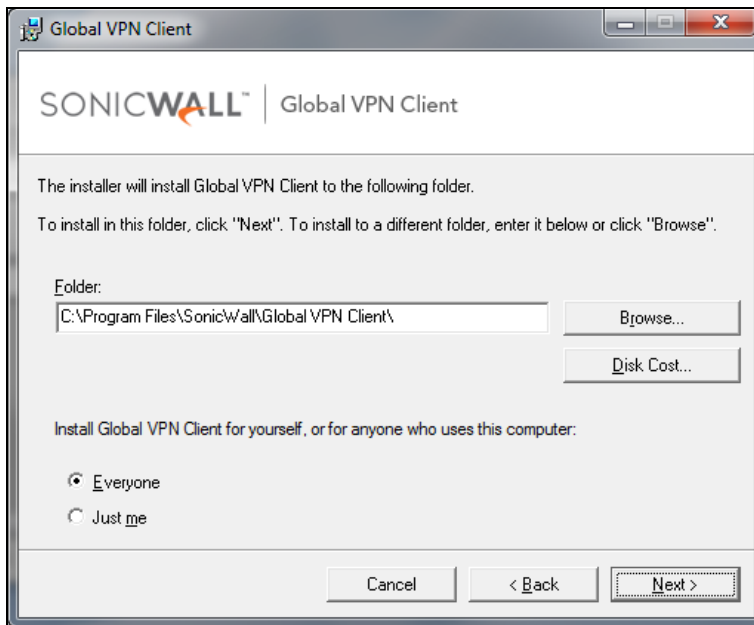 Global VPN Client
SONICWALL™ | Global VPN Client
The installer will install Global VPN Client to the following folder.
To install in this folder, click "Next". To install to a different folder, enter it below or click "Browse".
Folder:
C:\Program Files\SonicWall\Global VPN Client\
Browse...
Disk Cost...
Install Global VPN Client for yourself, or for anyone who uses this computer:
Everyone
Just me
Cancel
< Back
Next >